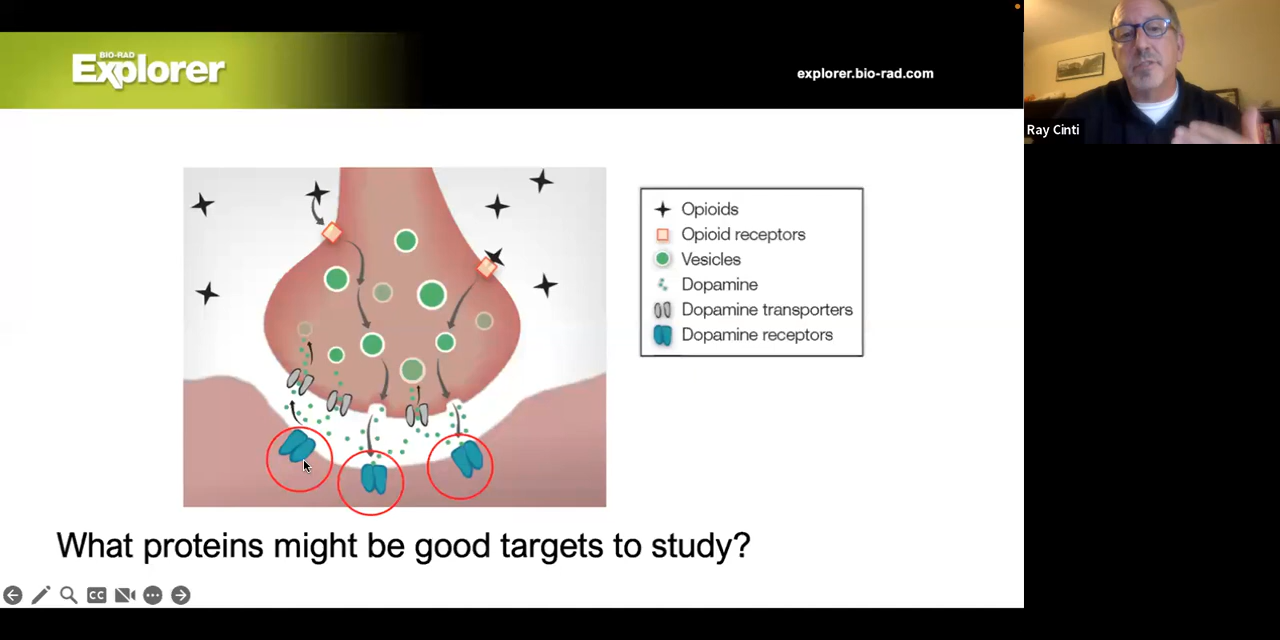 BIO-RAD
Explorer
explorer.bio-rad.com
Ray Cinti
Opioids
Opioid receptors
Vesicles
Dopamine
Dopamine transporters
Dopamine receptors
What proteins might be good targets to study?
CC